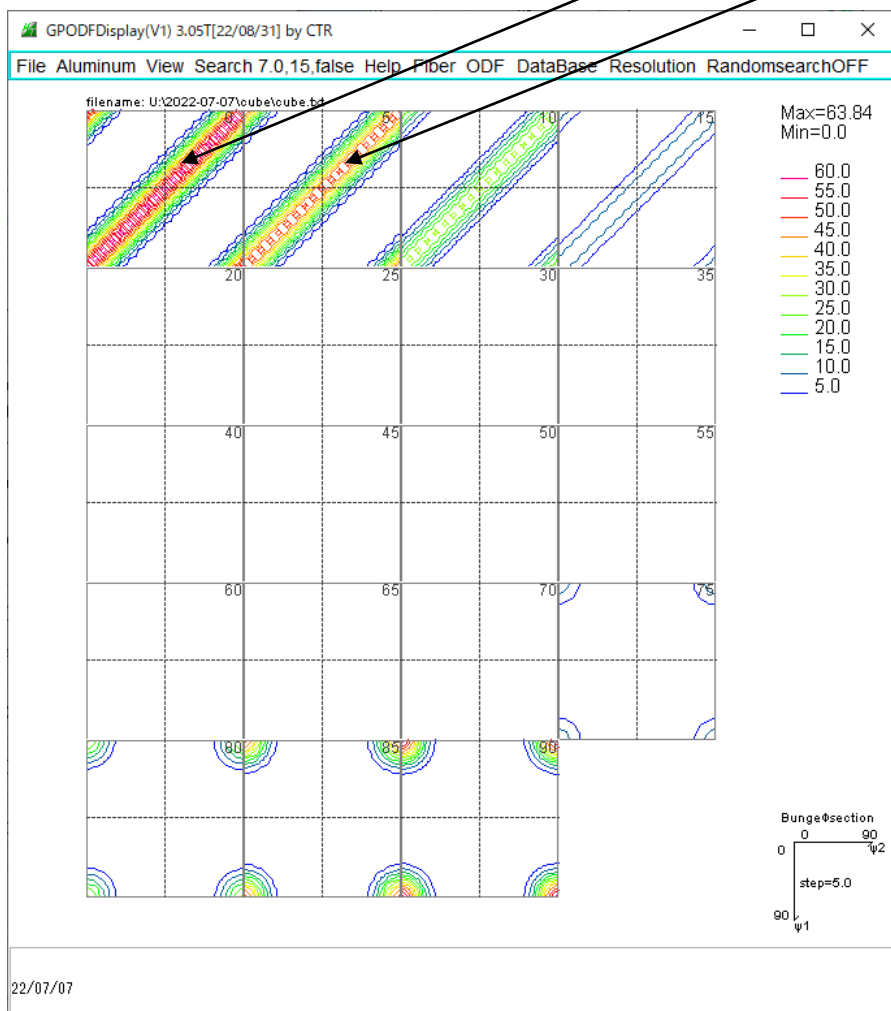 GPODFDisplay(V1) 3.05T[22/08/31] by CTR
File Aluminum View Search 7.0,15,false Help Fiber ODF DataBase Resolution RandomsearchOFF
filename: U:\2022-07-07\cube\cube.txt
0 5 10 15
Max=63.84
Min=0.0
60.0
55.0
50.0
45.0
40.0
35.0
30.0
25.0
20.0
15.0
10.0
5.0
20 25 30 35
40 45 50 55
60 65 70 75
80 85 90
BungeΦsection
0 90
0 ψ2
step=5.0
90
ψ1
22/07/07